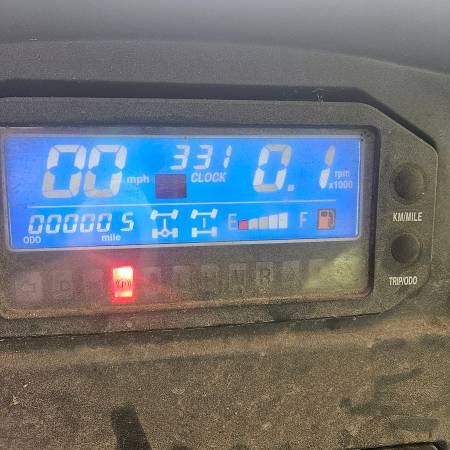 00 mph 331 CLOCK 0.1 rpm x1000
00000 5 ODO mile E F
KM/MILE
TRIP/ODO